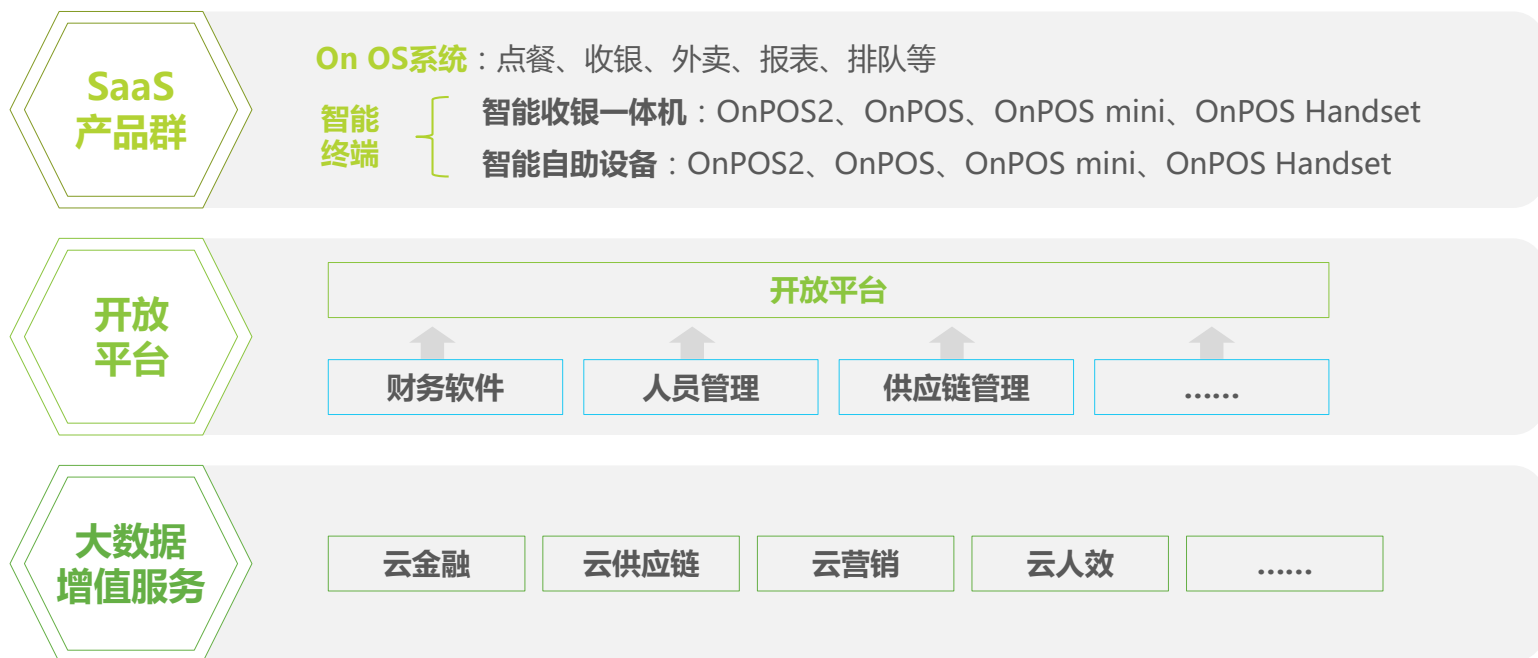 SaaS
产品群
On OS系统：点餐、收银、外卖、报表、排队等
智能
终端
智能收银一体机：OnPOS2、OnPOS、OnPOS mini、OnPOS Handset
智能自助设备：OnPOS2、OnPOS、OnPOS mini、OnPOS Handset
开放
平台
开放平台
财务软件
人员管理
供应链管理
……
大数据
增值服务
云金融
云供应链
云营销
云人效
……